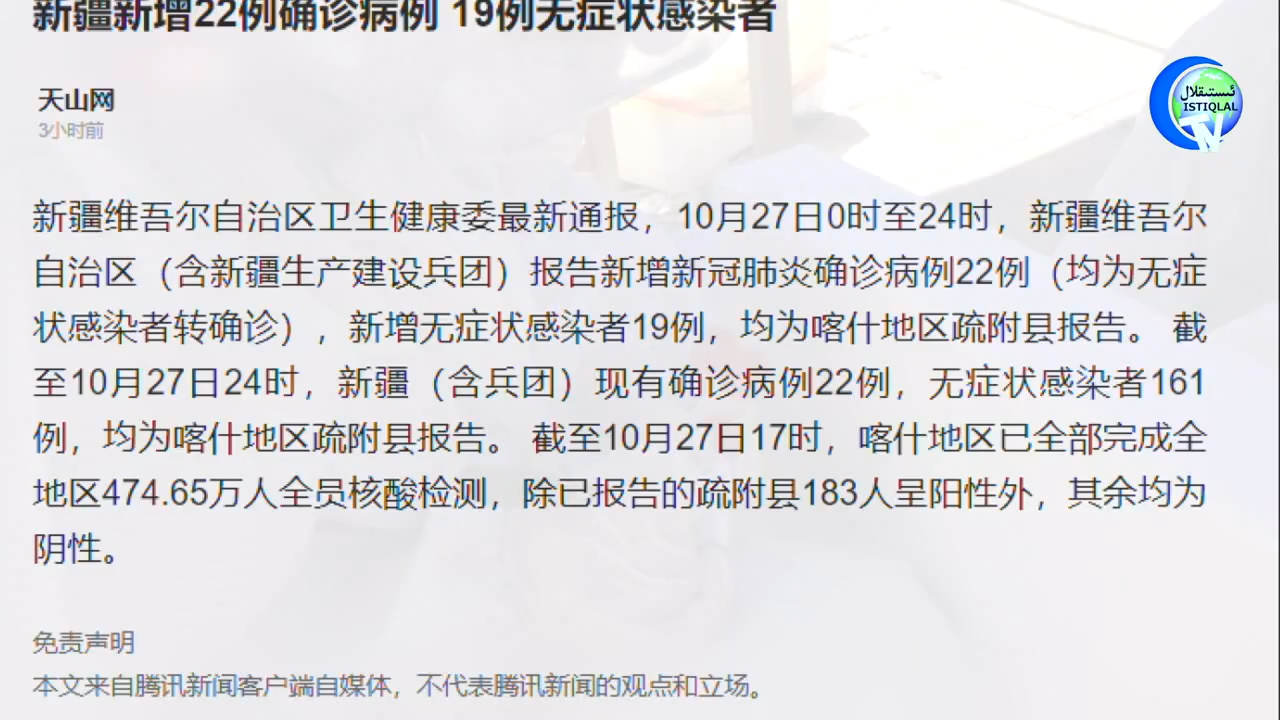 新疆新增22例确诊病例 19例无症状感染者
天山网
3小时前
ئىستىقلال
ISTIQLAL
TV
新疆维吾尔自治区卫生健康委最新通报，10月27日0时至24时，新疆维吾尔
自治区（含新疆生产建设兵团）报告新增新冠肺炎确诊病例22例（均为无症
状感染者转确诊），新增无症状感染者19例，均为喀什地区疏附县报告。 截
至10月27日24时，新疆（含兵团）现有确诊病例22例，无症状感染者161
例，均为喀什地区疏附县报告。 截至10月27日17时，喀什地区已全部完成全
地区474.65万人全员核酸检测，除已报告的疏附县183人呈阳性外，其余均为
阴性。
免责声明
本文来自腾讯新闻客户端自媒体，不代表腾讯新闻的观点和立场。